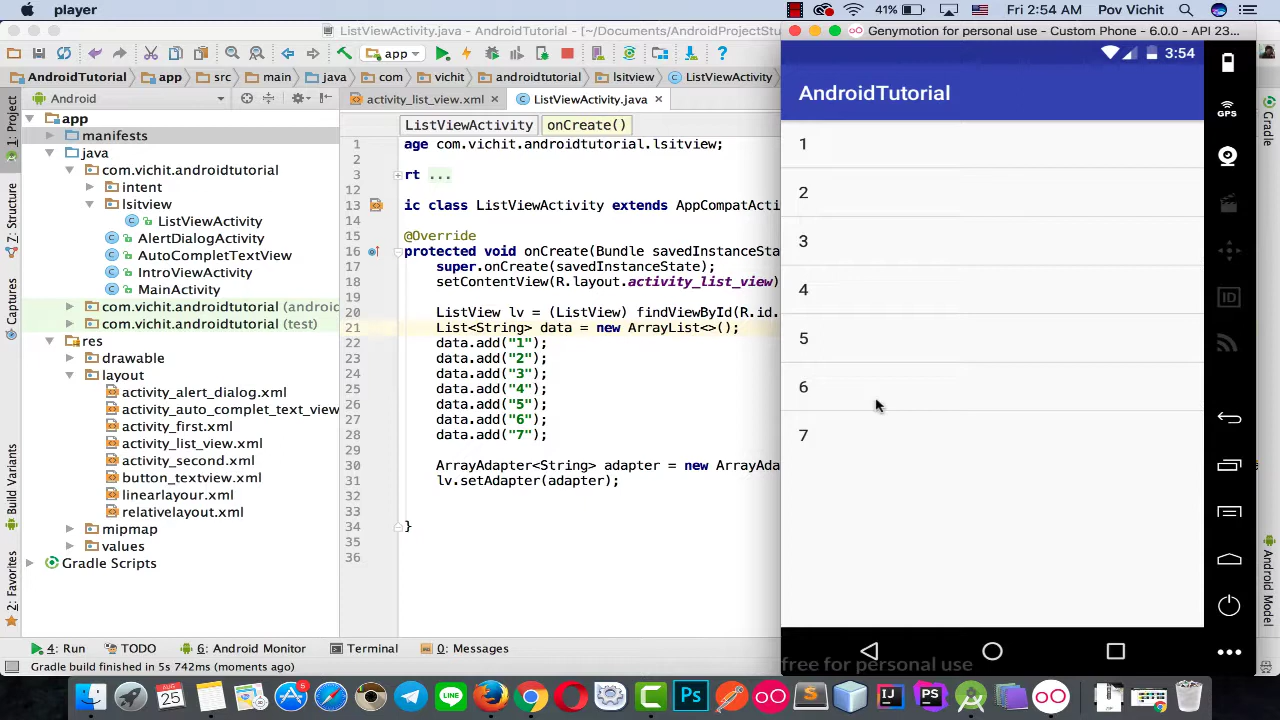 player
41%
Fri 2:54 AM
Pov Vichit
ListViewActivity.java - [~/Documents/AndroidProjectStu
Genymotion for personal use - Custom Phone - 6.0.0 - API 23...
app
AndroidTutorial
app
src
main
java
com
vichit
androidtutorial
lsitview
ListViewActivity
Android
activity_list_view.xml
ListViewActivity.java
ListViewActivity
onCreate()
1: Project
Z: Structure
Captures
Build Variants
2: Favorites
app
manifests
java
com.vichit.androidtutorial
intent
lsitview
ListViewActivity
AlertDialogActivity
AutoCompletTextView
IntroViewActivity
MainActivity
com.vichit.androidtutorial (android
com.vichit.androidtutorial (test)
res
drawable
layout
activity_alert_dialog.xml
activity_auto_complet_text_view
activity_first.xml
activity_list_view.xml
activity_second.xml
button_textview.xml
linearlayour.xml
relativelayout.xml
mipmap
values
Gradle Scripts
1 age com.vichit.androidtutorial.lsitview;
2
3 rt ...
12
13 ic class ListViewActivity extends AppCompatActi
14
15 @Override
16 protected void onCreate(Bundle savedInstanceSta
17 super.onCreate(savedInstanceState);
18 setContentView(R.layout.activity_list_view)
19
20 ListView lv = (ListView) findViewById(R.id.
21 List<String> data = new ArrayList<>();
22 data.add("1");
23 data.add("2");
24 data.add("3");
25 data.add("4");
26 data.add("5");
27 data.add("6");
28 data.add("7");
29
30 ArrayAdapter<String> adapter = new ArrayAda
31 lv.setAdapter(adapter);
32
33
34 }
35
36
3:54
AndroidTutorial
1
2
3
4
5
6
7
free for personal use
GPS
ID
Gradle
Android Model
4: Run
TODO
6: Android Monitor
Terminal
0: Messages
Gradle build finished in 5s 742ms (moments ago)
AUG
25
6
LINE
Ps
S
IJ
PS